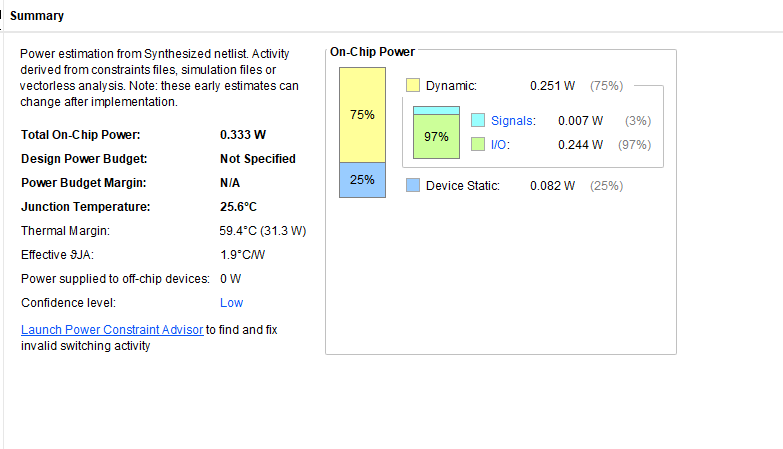 Summary
Power estimation from Synthesized netlist. Activity
derived from constraints files, simulation files or
vectorless analysis. Note: these early estimates can
change after implementation.
Total On-Chip Power: 0.333 W
Design Power Budget: Not Specified
Power Budget Margin: N/A
Junction Temperature: 25.6°C
Thermal Margin: 59.4°C (31.3 W)
Effective ϑJA: 1.9°C/W
Power supplied to off-chip devices: 0 W
Confidence level: Low
Launch Power Constraint Advisor to find and fix
invalid switching activity
On-Chip Power
75%
25%
Dynamic: 0.251 W (75%)
97%
Signals: 0.007 W (3%)
I/O: 0.244 W (97%)
Device Static: 0.082 W (25%)